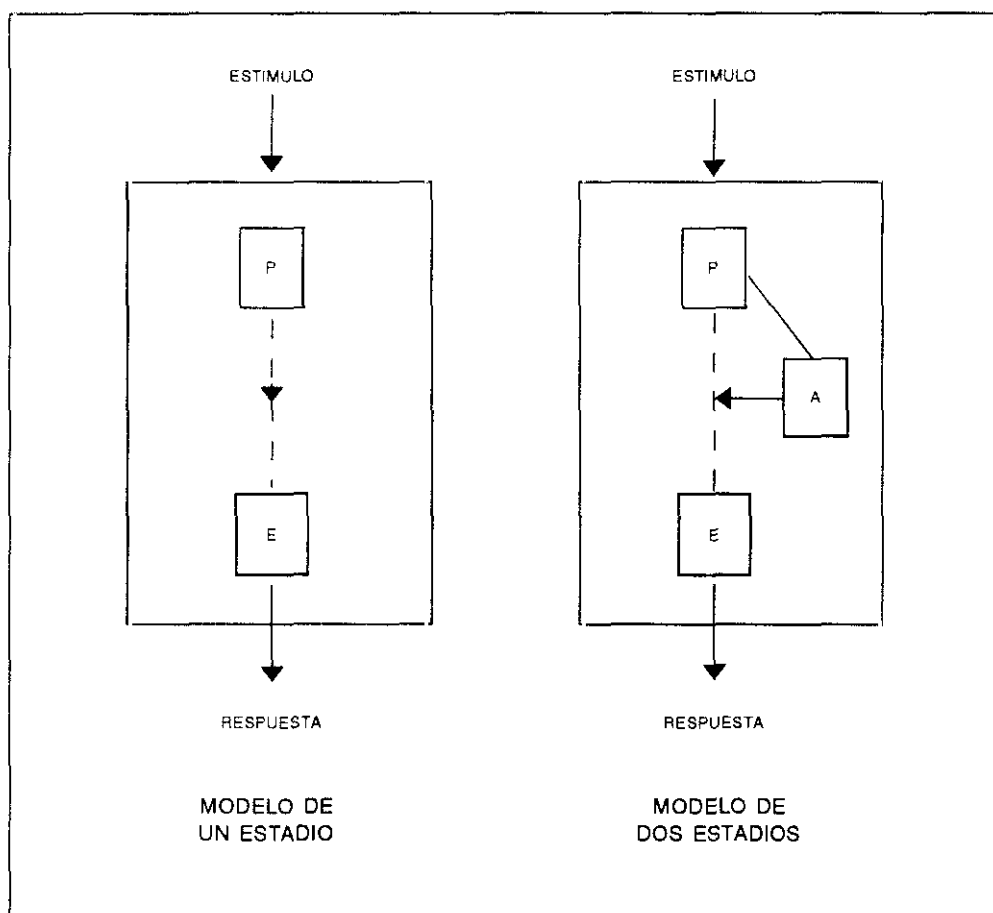 ESTIMULO
P
E
RESPUESTA
MODELO DE
UN ESTADIO
ESTIMULO
P
A
E
RESPUESTA
MODELO DE
DOS ESTADIOS